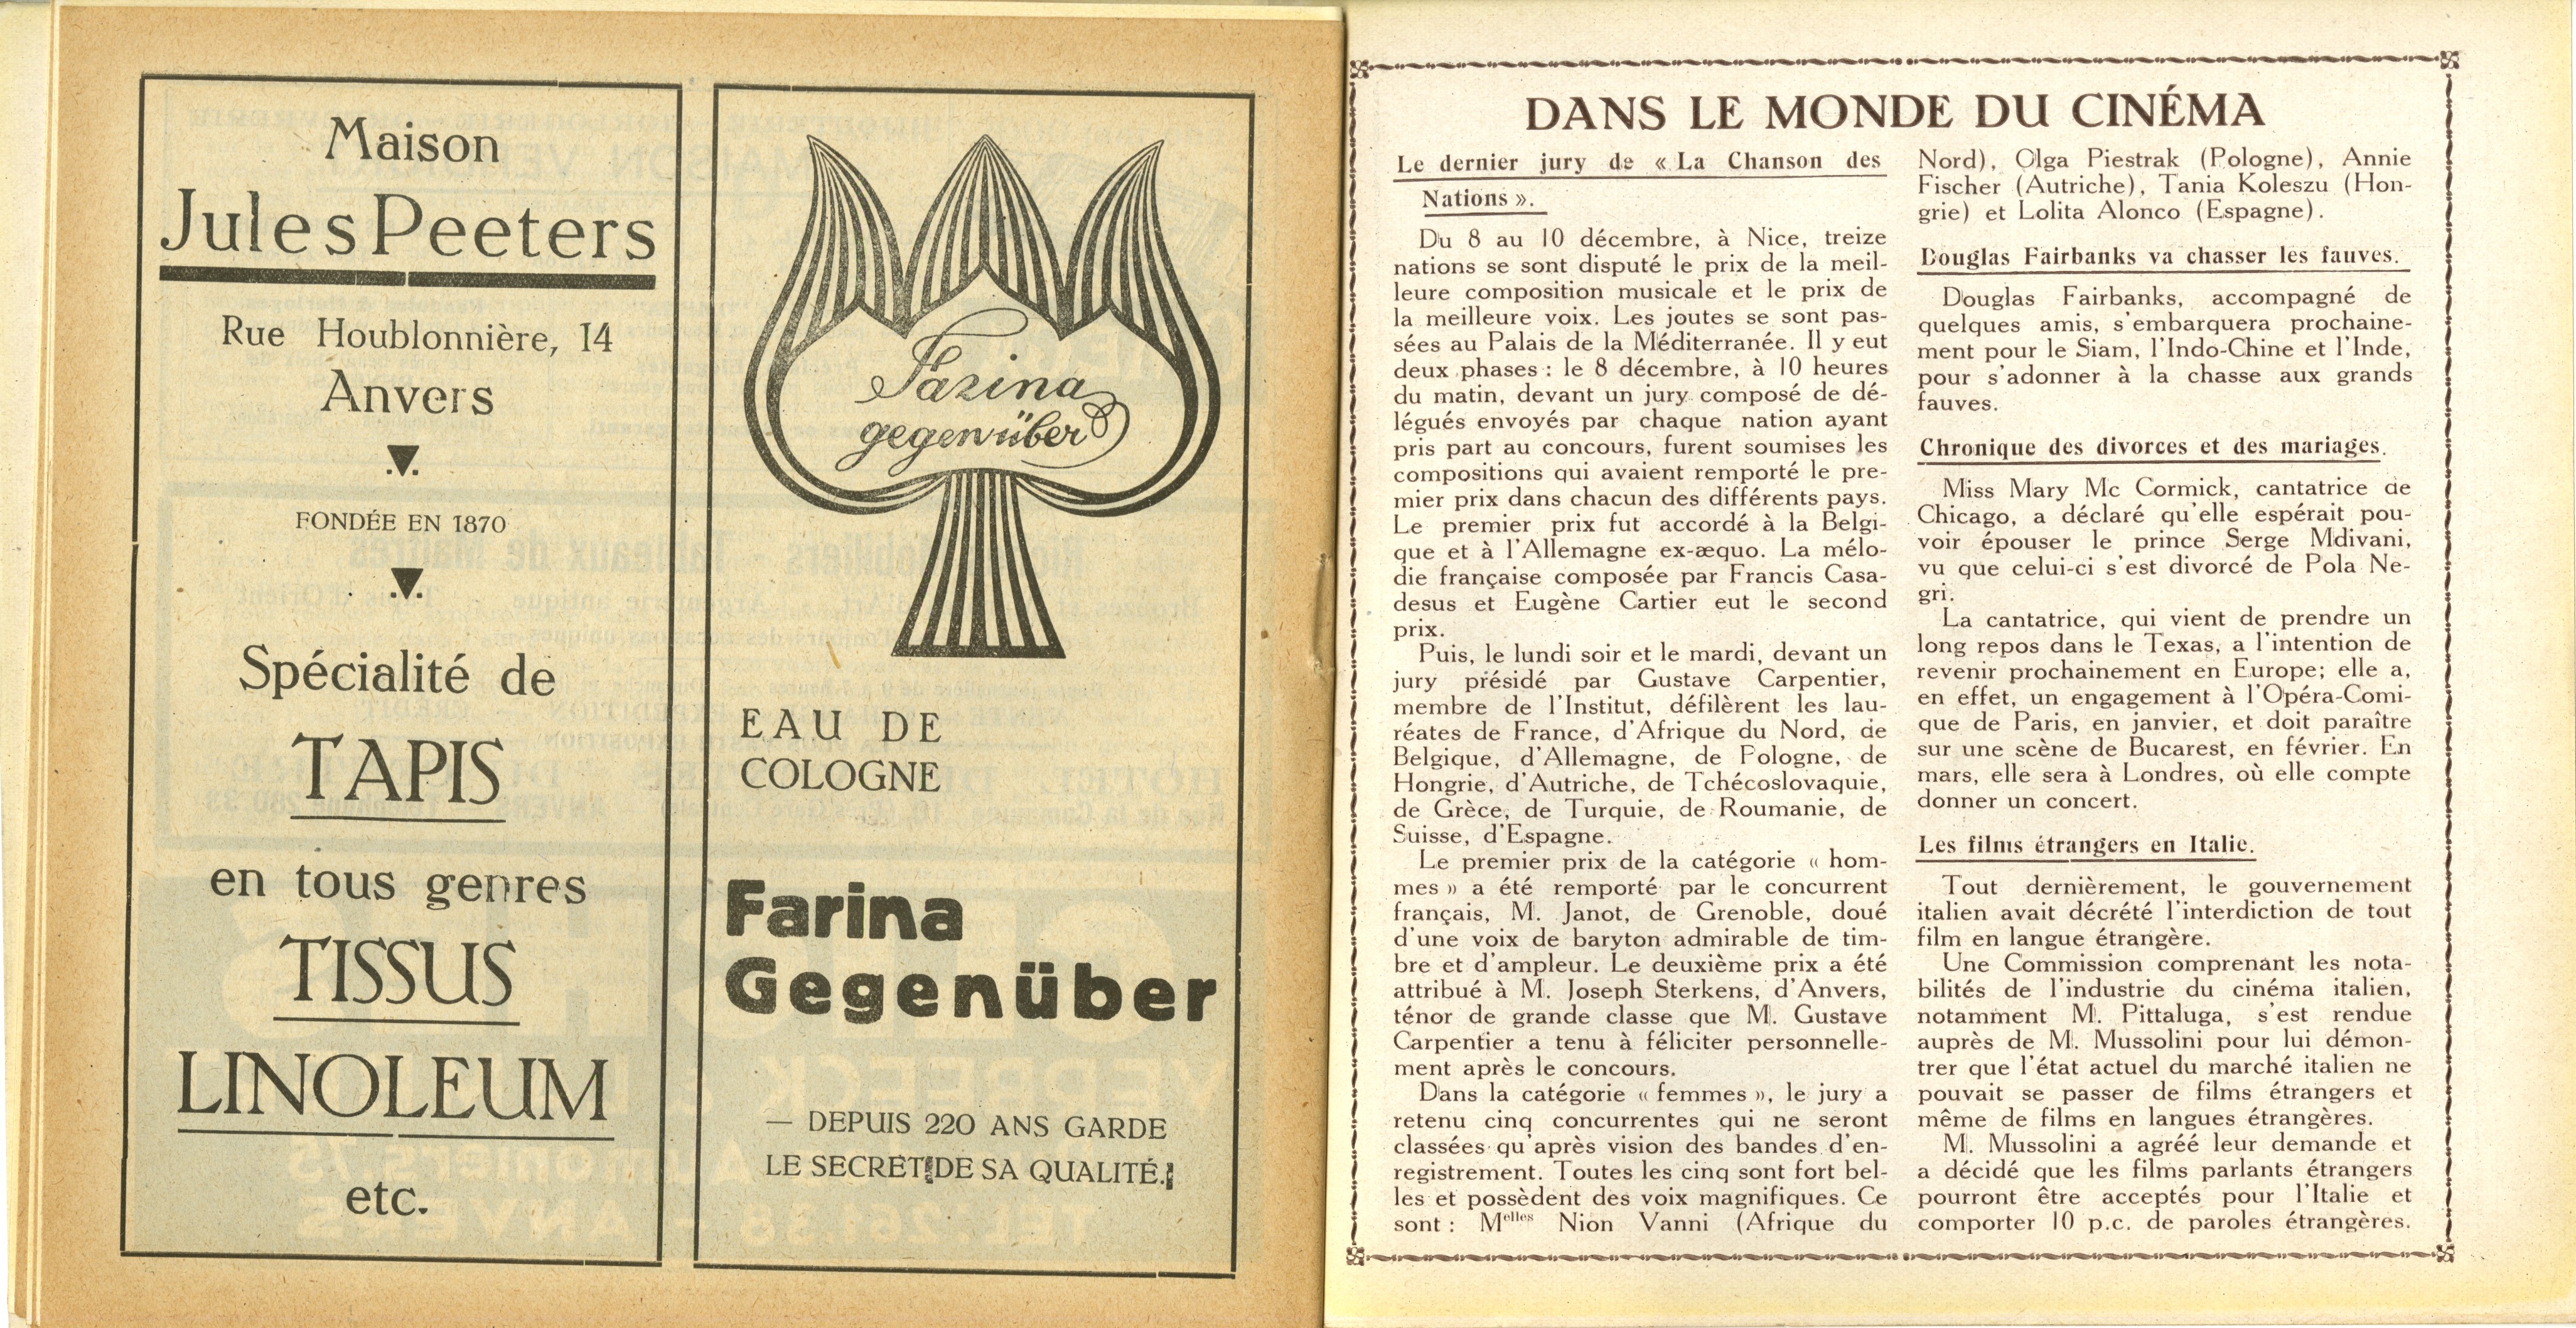 Maison
Jules Peeters
Rue Houblonnière, 14
Anvers
FONDÉE EN 1870
Spécialité de
TAPIS
en tous genres
TISSUS
LINOLEUM
etc.
Farina
gegenüber
EAU DE
COLOGNE
Farina
Gegenüber
— DEPUIS 220 ANS GARDE
LE SECRET DE SA QUALITÉ.
DANS LE MONDE DU CINÉMA
Le dernier jury de « La Chanson des
Nations ».
Du 8 au 10 décembre, à Nice, treize
nations se sont disputé le prix de la meil-
leure composition musicale et le prix de
la meilleure voix. Les joutes se sont pas-
sées au Palais de la Méditerranée. Il y eut
deux phases : le 8 décembre, à 10 heures
du matin, devant un jury composé de dé-
légués envoyés par chaque nation ayant
pris part au concours, furent soumises les
compositions qui avaient remporté le pre-
mier prix dans chacun des différents pays.
Le premier prix fut accordé à la Belgi-
que et à l'Allemagne ex-æquo. La mélo-
die française composée par Francis Casa-
desus et Eugène Cartier eut le second
prix.
Puis, le lundi soir et le mardi, devant un
jury présidé par Gustave Carpentier,
membre de l'Institut, défilèrent les lau-
réates de France, d'Afrique du Nord, de
Belgique, d'Allemagne, de Pologne, de
Hongrie, d'Autriche, de Tchécoslovaquie,
de Grèce, de Turquie, de Roumanie, de
Suisse, d'Espagne.
Le premier prix de la catégorie « hom-
mes » a été remporté par le concurrent
français, M. Janot, de Grenoble, doué
d'une voix de baryton admirable de tim-
bre et d'ampleur. Le deuxième prix a été
attribué à M. Joseph Sterkens, d'Anvers,
ténor de grande classe que M. Gustave
Carpentier a tenu à féliciter personnelle-
ment après le concours.
Dans la catégorie « femmes », le jury a
retenu cinq concurrentes qui ne seront
classées qu'après vision des bandes d'en-
registrement. Toutes les cinq sont fort bel-
les et possèdent des voix magnifiques. Ce
sont : Melles Nion Vanni (Afrique du
Nord), Olga Piestrak (Pologne), Annie
Fischer (Autriche), Tania Koleszu (Hon-
grie) et Lolita Alonco (Espagne).
Douglas Fairbanks va chasser les fauves.
Douglas Fairbanks, accompagné de
quelques amis, s'embarquera prochaine-
ment pour le Siam, l'Indo-Chine et l'Inde,
pour s'adonner à la chasse aux grands
fauves.
Chronique des divorces et des mariages.
Miss Mary Mc Cormick, cantatrice de
Chicago, a déclaré qu'elle espérait pou-
voir épouser le prince Serge Mdivani,
vu que celui-ci s'est divorcé de Pola Ne-
gri.
La cantatrice, qui vient de prendre un
long repos dans le Texas, a l'intention de
revenir prochainement en Europe; elle a,
en effet, un engagement à l'Opéra-Comi-
que de Paris, en janvier, et doit paraître
sur une scène de Bucarest, en février. En
mars, elle sera à Londres, où elle compte
donner un concert.
Les films étrangers en Italie.
Tout dernièrement, le gouvernement
italien avait décrété l'interdiction de tout
film en langue étrangère.
Une Commission comprenant les nota-
bilités de l'industrie du cinéma italien,
notamment M. Pittaluga, s'est rendue
auprès de M. Mussolini pour lui démon-
trer que l'état actuel du marché italien ne
pouvait se passer de films étrangers et
même de films en langues étrangères.
M. Mussolini a agréé leur demande et
a décidé que les films parlants étrangers
pourront être acceptés pour l'Italie et
comporter 10 p.c. de paroles étrangères.